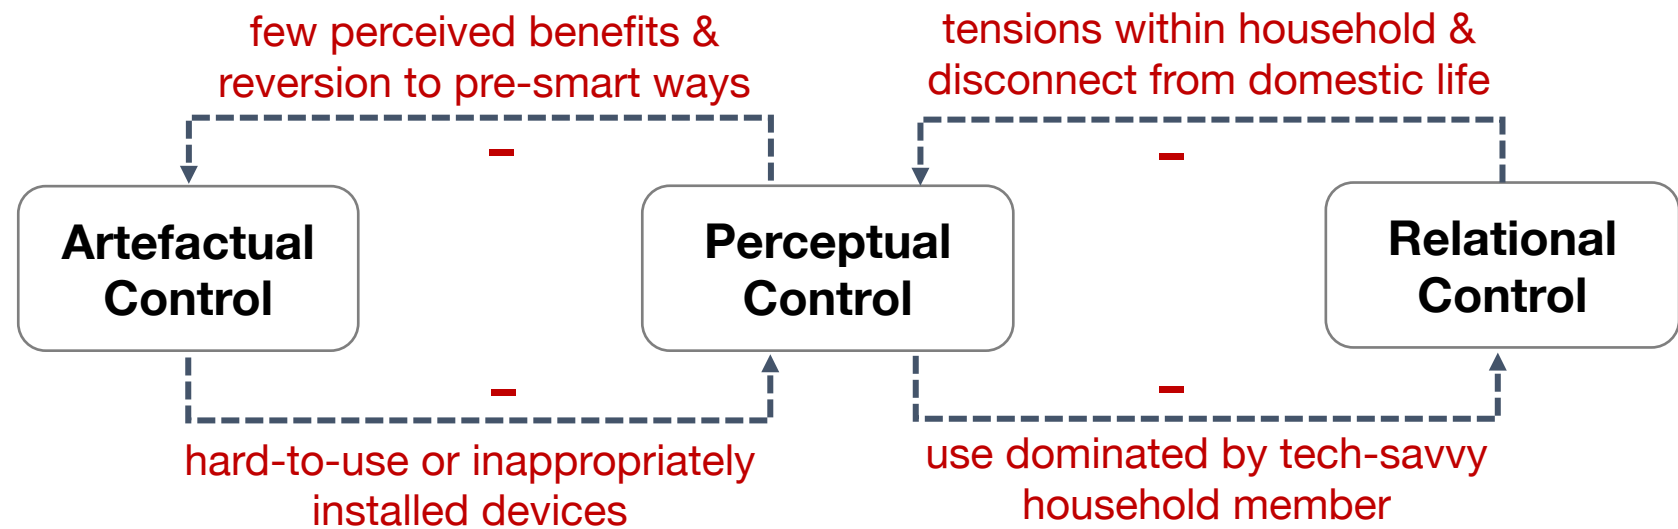 few perceived benefits &
reversion to pre-smart ways
tensions within household &
disconnect from domestic life
–
–
Artefactual
Control
Perceptual
Control
Relational
Control
–
–
hard-to-use or inappropriately
installed devices
use dominated by tech-savvy
household member